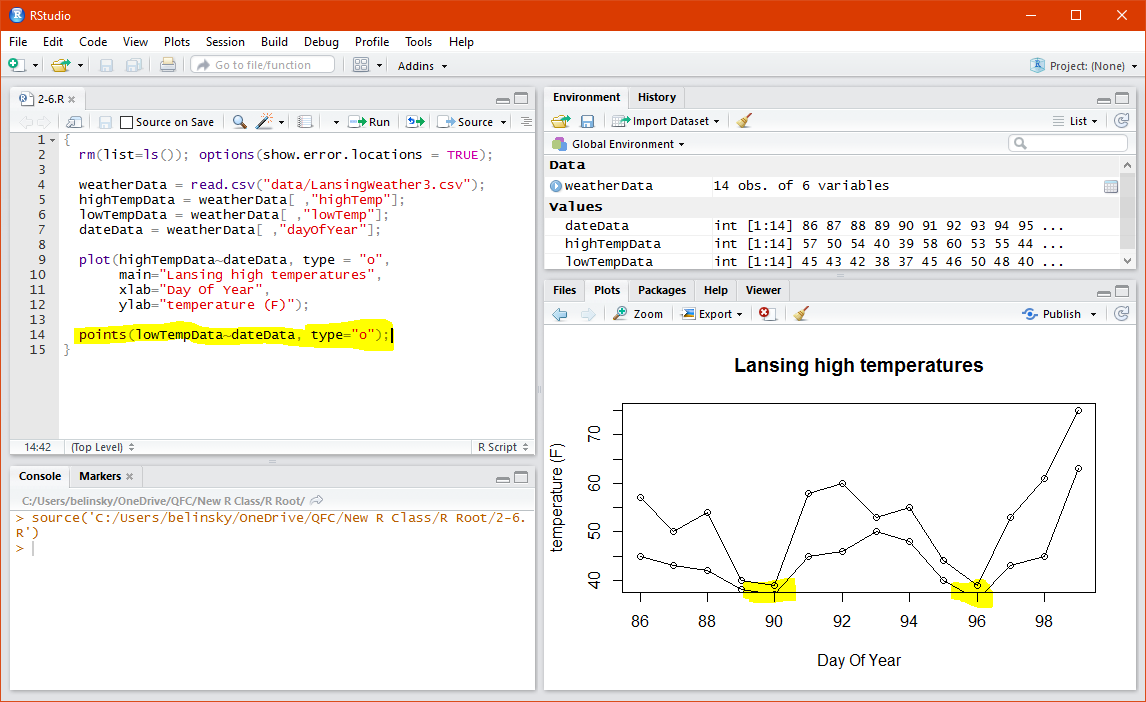 RStudio
File Edit Code View Plots Session Build Debug Profile Tools Help
Go to file/function Addins Project: (None)
2-6.R
Source on Save Run Source
1 {
2 rm(list=ls()); options(show.error.locations = TRUE);
3
4 weatherData = read.csv("data/LansingWeather3.csv");
5 highTempData = weatherData[ ,"highTemp"];
6 lowTempData = weatherData[ ,"lowTemp"];
7 dateData = weatherData[ ,"dayOfYear"];
8
9 plot(highTempData~dateData, type = "o",
10 main="Lansing high temperatures",
11 xlab="Day Of Year",
12 ylab="temperature (F)");
13
14 points(lowTempData~dateData, type="o");
15 }
14:42 (Top Level) R Script
Console Markers
C:/Users/belinsky/OneDrive/QFC/New R Class/R Root/
> source('C:/Users/belinsky/OneDrive/QFC/New R Class/R Root/2-6.
R')
>
Environment History
Import Dataset List
Global Environment
Data
weatherData 14 obs. of 6 variables
Values
dateData int [1:14] 86 87 88 89 90 91 92 93 94 95 ...
highTempData int [1:14] 57 50 54 40 39 58 60 53 55 44 ...
lowTempData int [1:14] 45 43 42 38 37 45 46 50 48 40 ...
Files Plots Packages Help Viewer
Zoom Export Publish
Lansing high temperatures
temperature (F)
70
60
50
40
86 88 90 92 94 96 98
Day Of Year